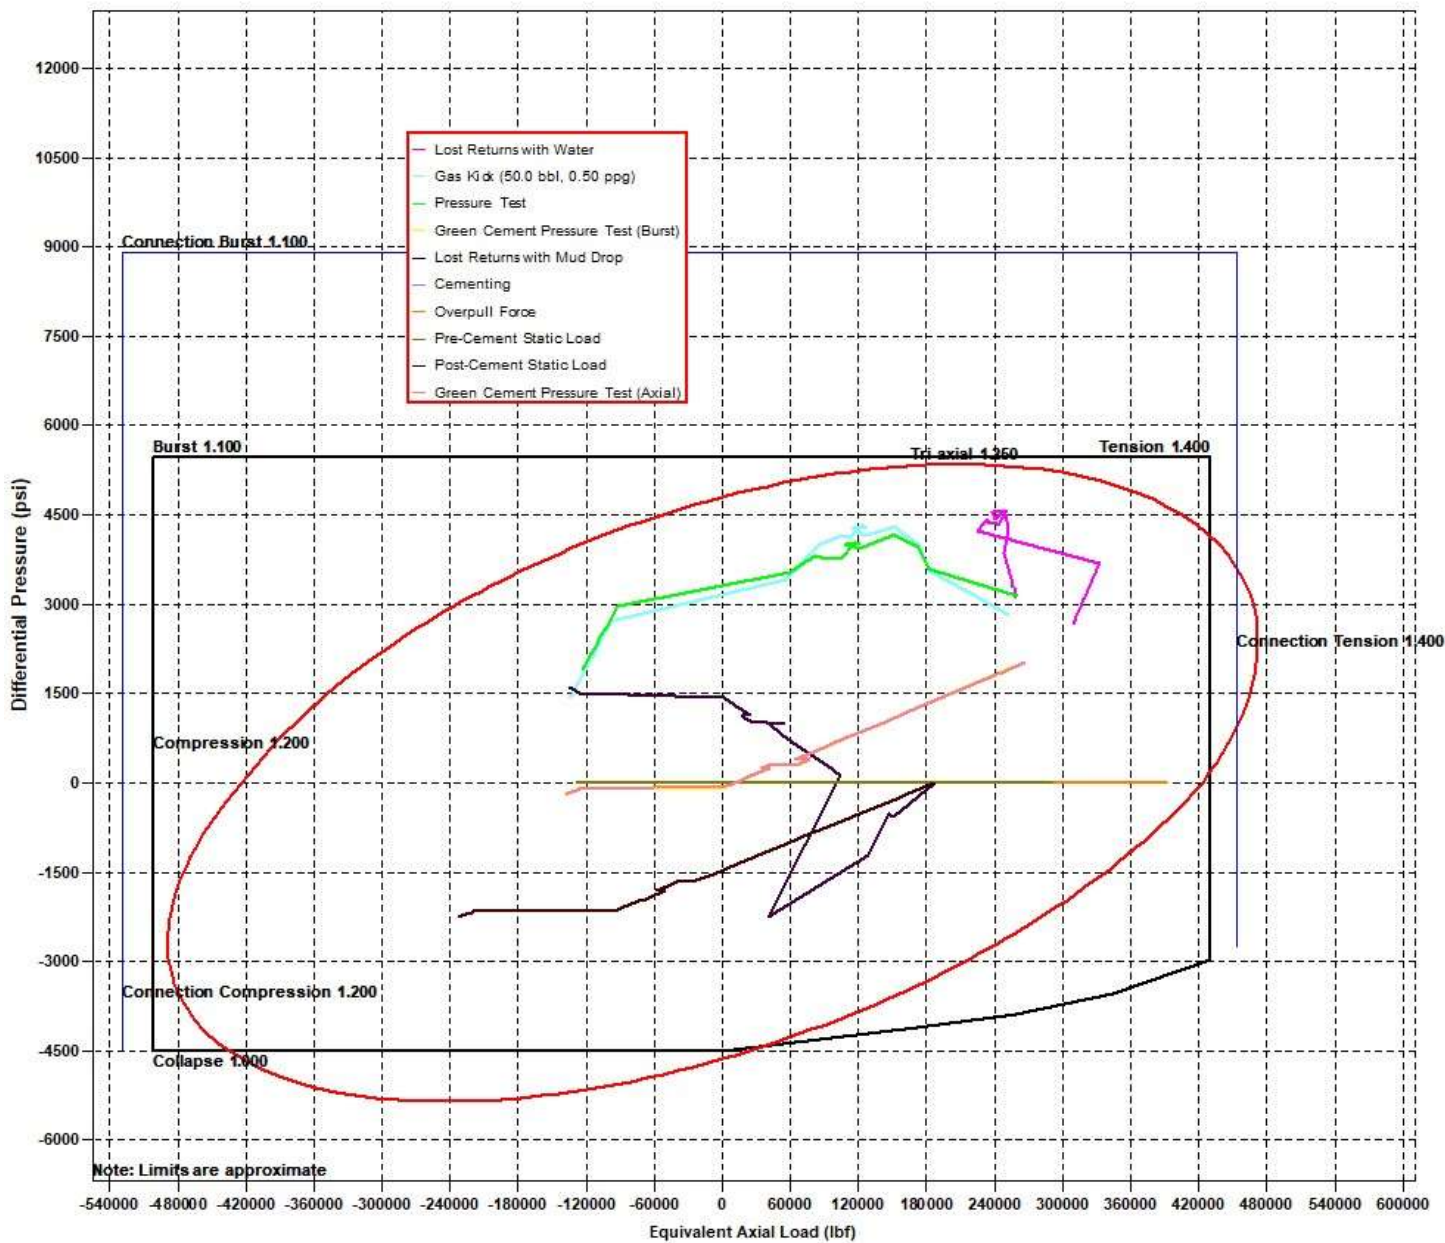 12000
10500
9000
7500
6000
4500
3000
1500
0
-1500
-3000
-4500
-6000
Differential Pressure (psi)
Lost Returns with Water
Gas Kick (50.0 bbl, 0.50 ppg)
Pressure Test
Green Cement Pressure Test (Burst)
Lost Returns with Mud Drop
Cementing
Overpull Force
Pre-Cement Static Load
Post-Cement Static Load
Green Cement Pressure Test (Axial)
Connection Burst 1.100
Burst 1.100
Tri axial 1.250
Tension 1.400
Connection Tension 1.400
Compression 1.200
Connection Compression 1.200
Collapse 1.000
Note: Limits are approximate
-540000 -480000 -420000 -360000 -300000 -240000 -180000 -120000 -60000 0 60000 120000 180000 240000 300000 360000 420000 480000 540000 600000
Equivalent Axial Load (lbf)